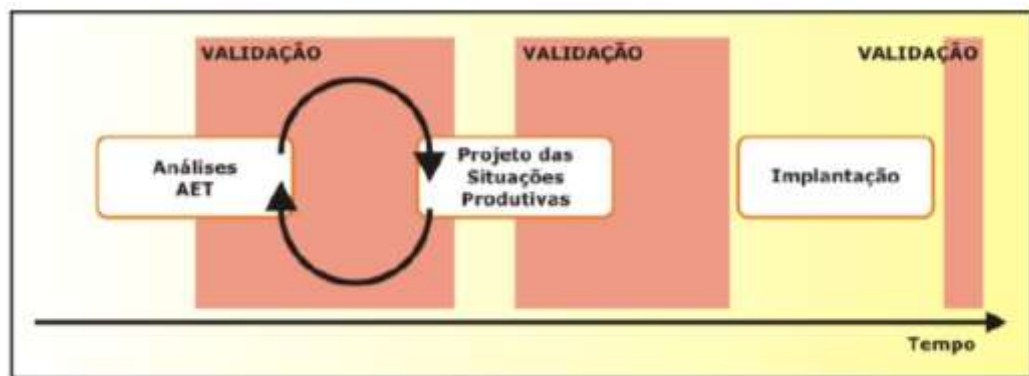 VALIDAÇÃO
VALIDAÇÃO
VALIDAÇÃO
Análises
AET
Projeto das
Situações
Produtivas
Implantação
Tempo